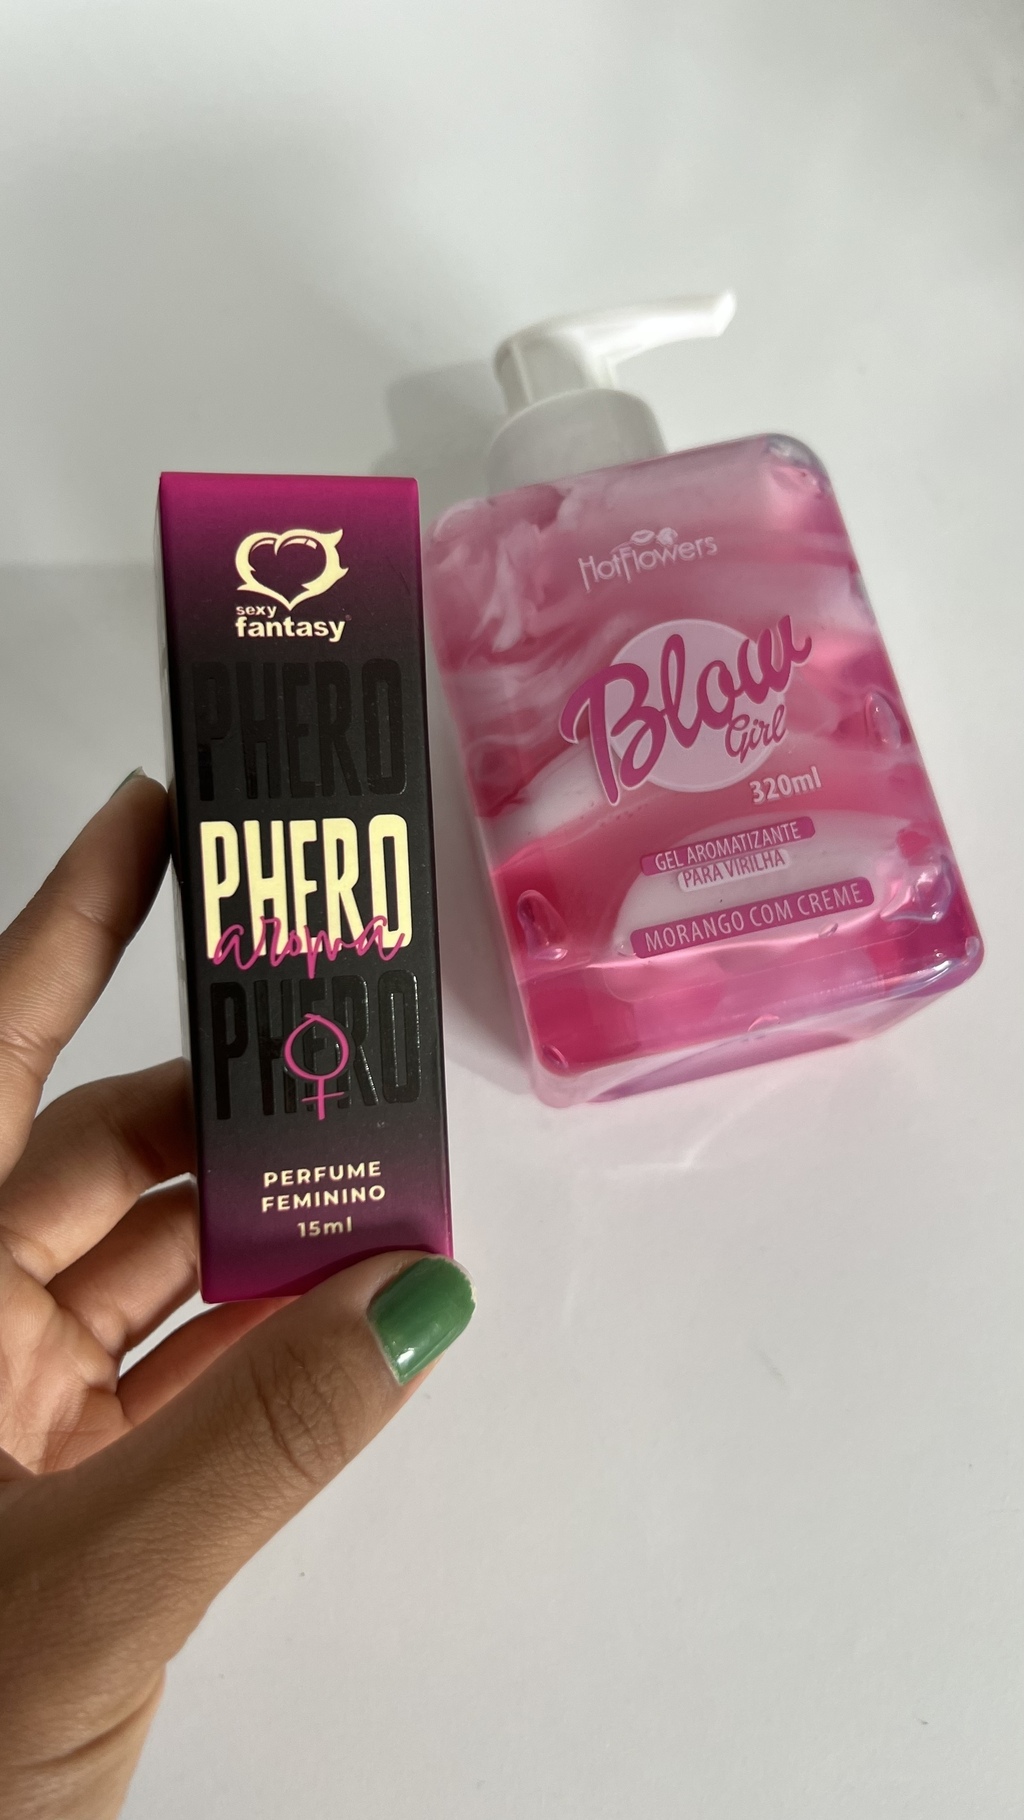 sexy
fantasy
PHERO
PHERO
aroma
PHERO
PERFUME
FEMININO
15ml
HotFlowers
Blow
Girl
320ml
GEL AROMATIZANTE
PARA VIRILHA
MORANGO COM CREME